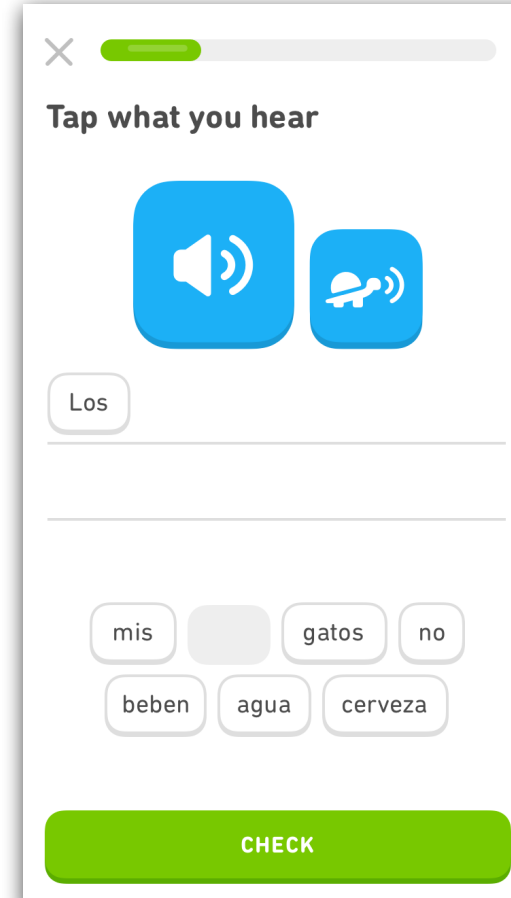 Tap what you hear
Los
mis gatos no
beben agua cerveza
CHECK